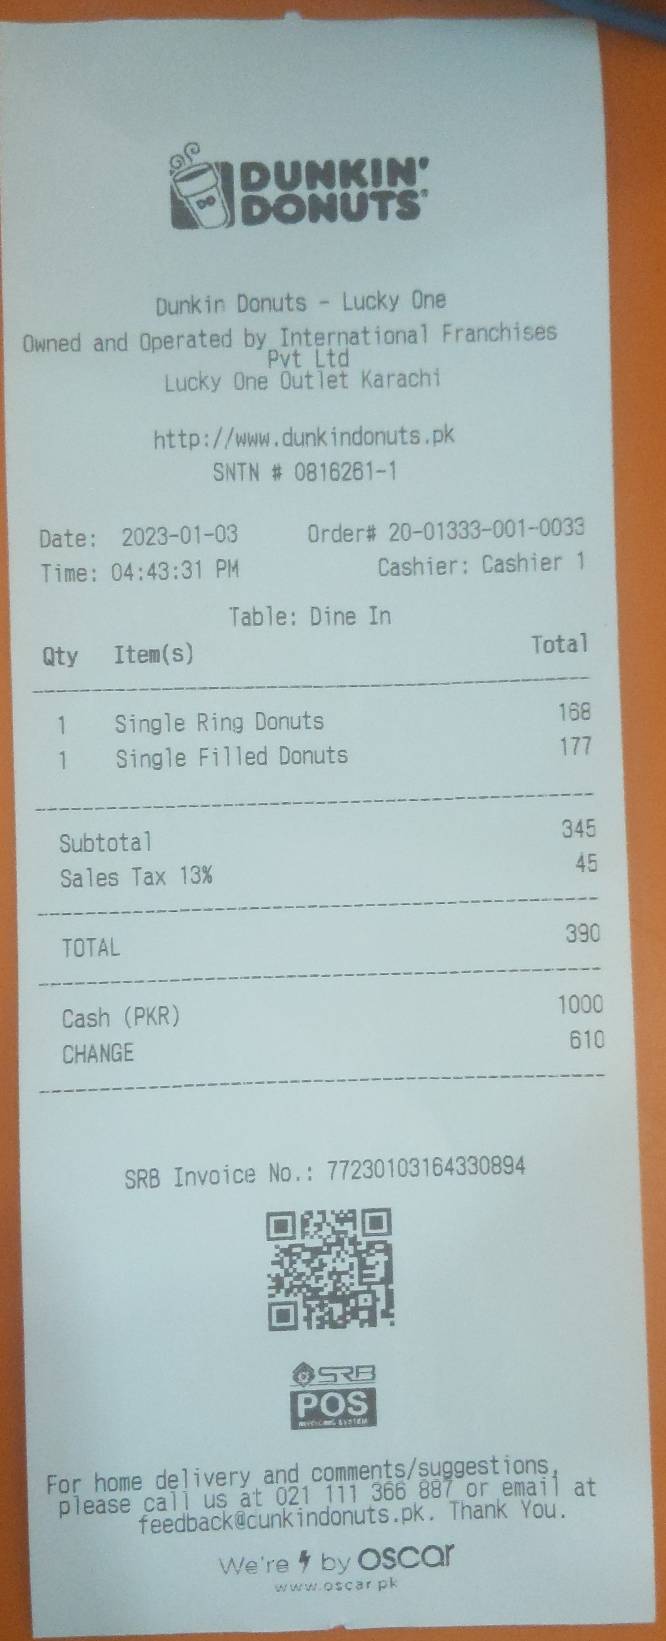 DUNKIN'
DONUTS®
Dunkin Donuts - Lucky One
Owned and Operated by International Franchises
Pvt Ltd
Lucky One Outlet Karachi
http://www.dunkindonuts.pk
SNTN # 0816261-1
Date: 2023-01-03 Order# 20-01333-001-0033
Time: 04:43:31 PM Cashier: Cashier 1
Table: Dine In
Qty Item(s) Total
1 Single Ring Donuts 168
1 Single Filled Donuts 177
Subtotal 345
Sales Tax 13% 45
TOTAL 390
Cash (PKR) 1000
CHANGE 610
SRB Invoice No.: 77230103164330894
SRB
POS
INVOICING SYSTEM
For home delivery and comments/suggestions,
please call us at 021 111 366 887 or email at
feedback@cunkindonuts.pk. Thank You.
We're by oscar
www.oscar.pk